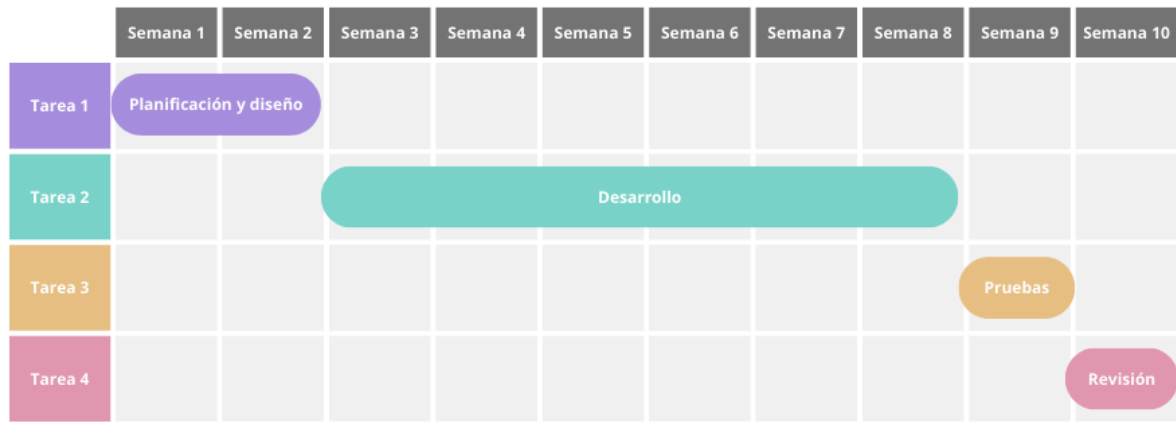 Semana 1 Semana 2 Semana 3 Semana 4 Semana 5 Semana 6 Semana 7 Semana 8 Semana 9 Semana 10
Tarea 1 Planificación y diseño
Tarea 2 Desarrollo
Tarea 3 Pruebas
Tarea 4 Revisión